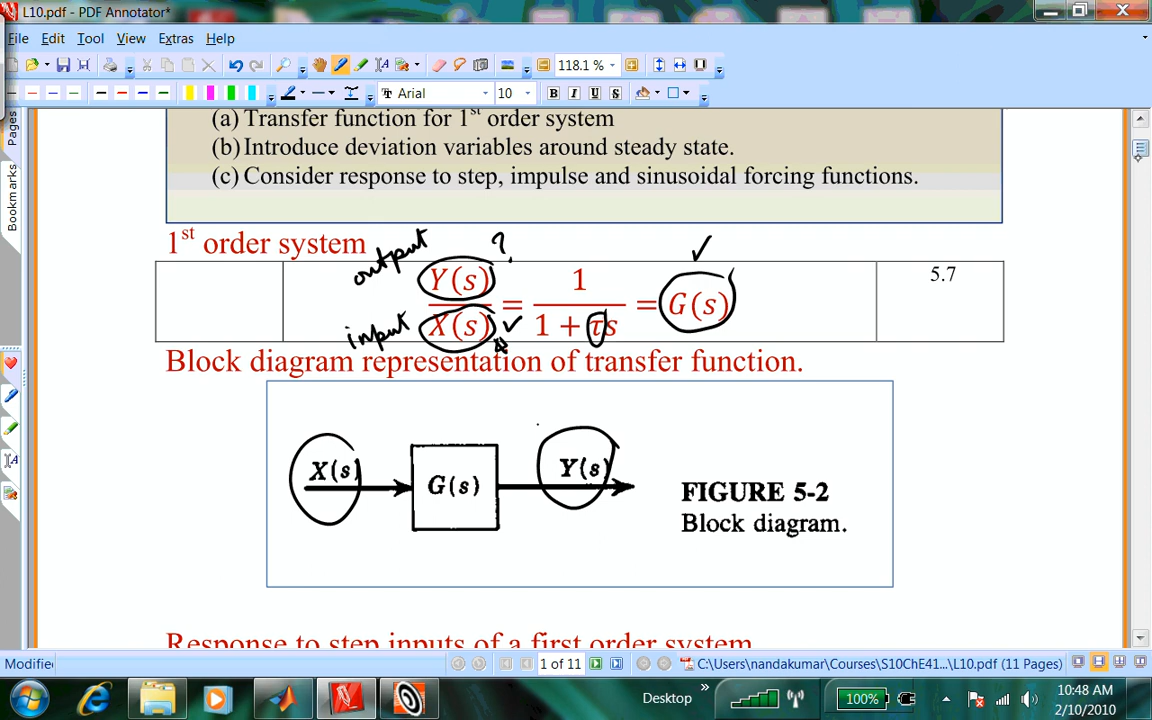 L10.pdf - PDF Annotator*
File Edit Tool View Extras Help
118.1 %
Arial 10 B I U S
Pages
Bookmarks
(a) Transfer function for 1st order system
(b) Introduce deviation variables around steady state.
(c) Consider response to step, impulse and sinusoidal forcing functions.
1st order system
output ?
input
Y(s)/X(s) = 1/(1 + τs) = G(s) 5.7
Block diagram representation of transfer function.
X(s) G(s) Y(s)
FIGURE 5-2
Block diagram.
Response to step inputs of a first order system
Modified
1 of 11
C:\Users\nandakumar\Courses\S10ChE41...\L10.pdf (11 Pages)
Desktop
100%
10:48 AM
2/10/2010